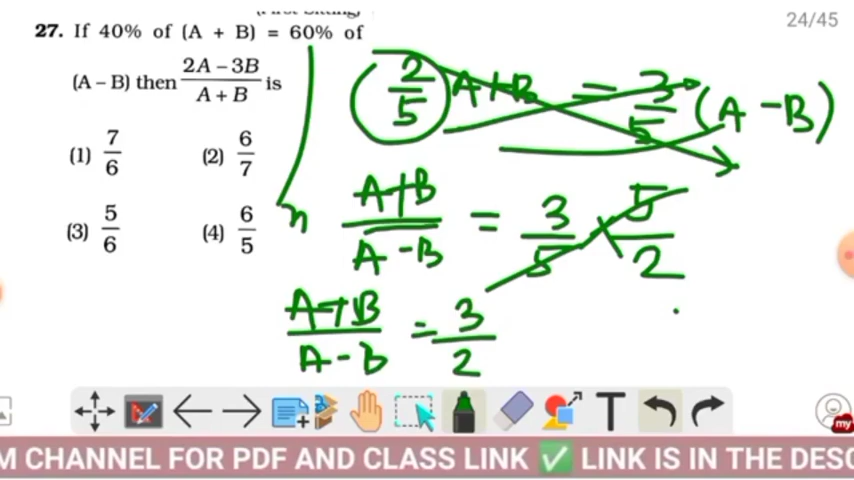 24/45
27. If 40% of (A + B) = 60% of
(A – B) then (2A – 3B)/(A + B) is
(1) 7/6 (2) 6/7
(3) 5/6 (4) 6/5
(2/5) A+B = 3/5 (A – B)
(A+B)/(A–B) = 3/5 × 5/2
(A+B)/(A–B) = 3/2
T
my
M CHANNEL FOR PDF AND CLASS LINK ✅ LINK IS IN THE DESC